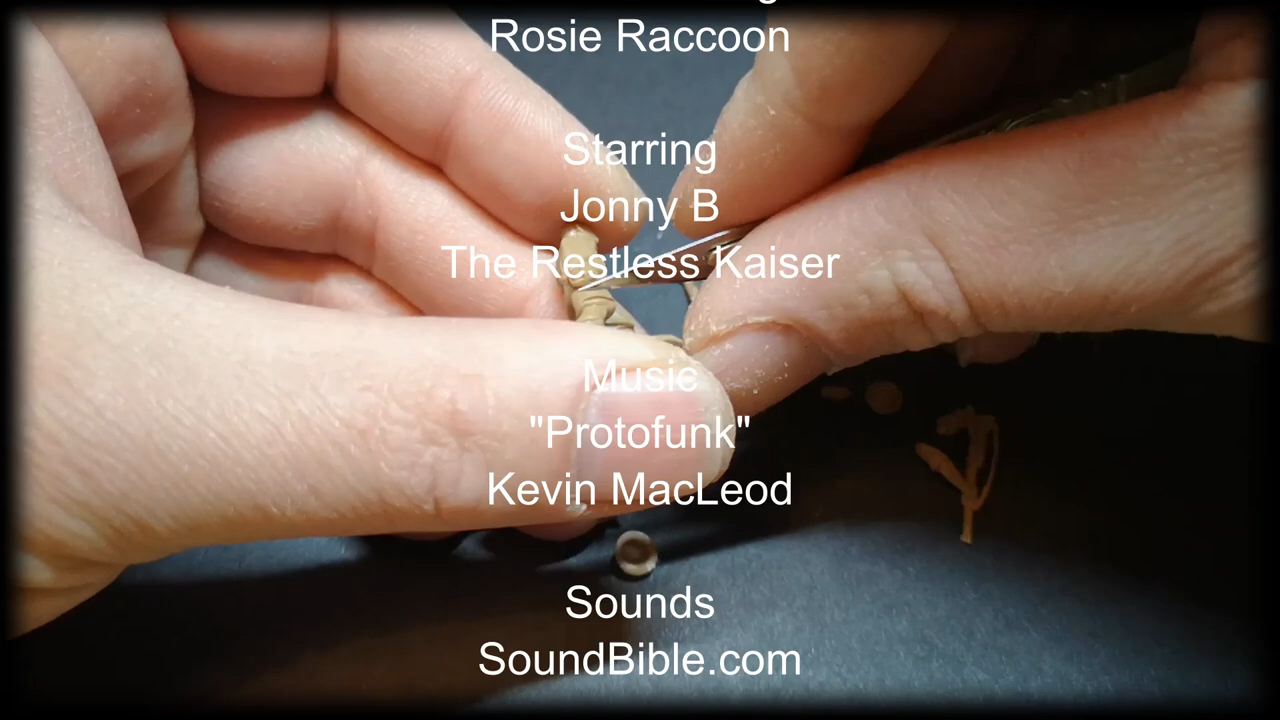 Rosie Raccoon
Starring
Jonny B
The Restless Kaiser
Music
"Protofunk"
Kevin MacLeod
Sounds
SoundBible.com